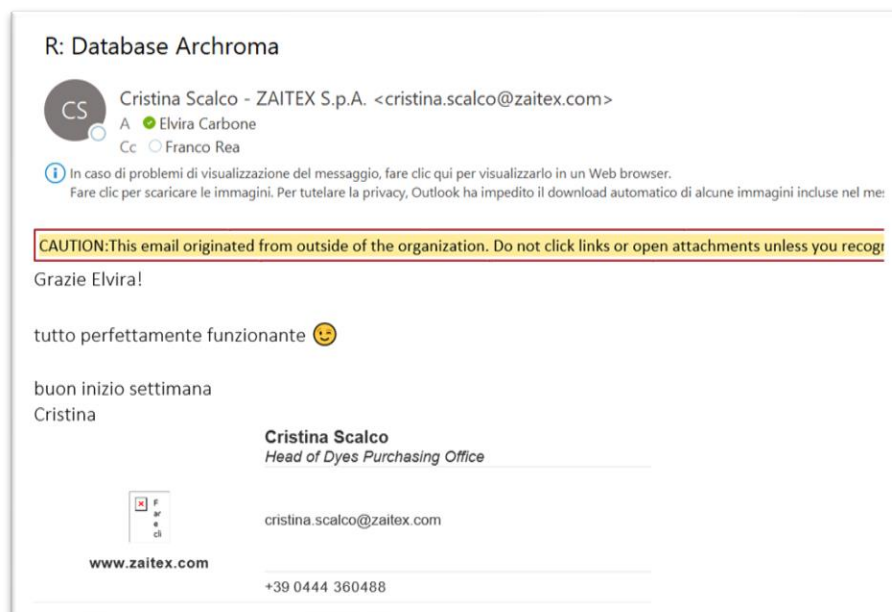 R: Database Archroma
CS
Cristina Scalco - ZAITEX S.p.A. <cristina.scalco@zaitex.com>
A Elvira Carbone
Cc Franco Rea
In caso di problemi di visualizzazione del messaggio, fare clic qui per visualizzarlo in un Web browser.
Fare clic per scaricare le immagini. Per tutelare la privacy, Outlook ha impedito il download automatico di alcune immagini incluse nel me
CAUTION:This email originated from outside of the organization. Do not click links or open attachments unless you recog
Grazie Elvira!
tutto perfettamente funzionante 😉
buon inizio settimana
Cristina
Cristina Scalco
Head of Dyes Purchasing Office
F
ar
e
cli
cristina.scalco@zaitex.com
www.zaitex.com
+39 0444 360488